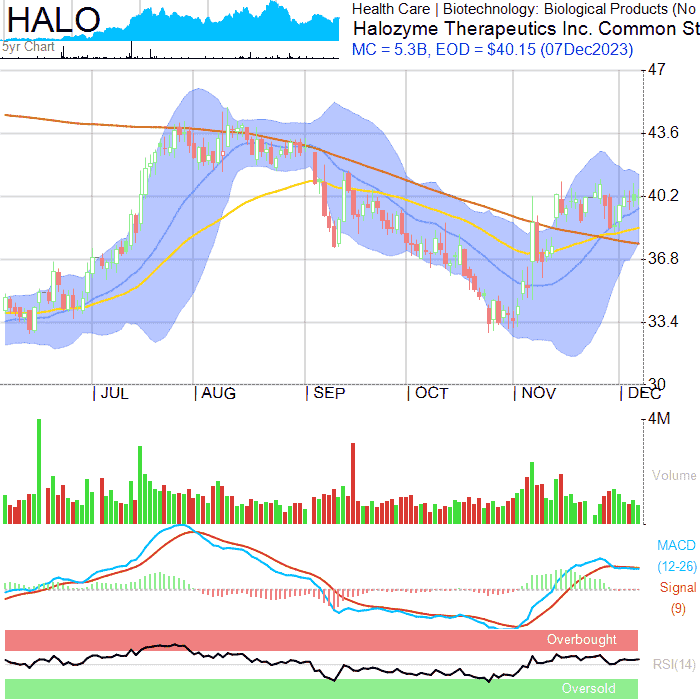 HALO
5yr Chart
Health Care | Biotechnology: Biological Products (No
Halozyme Therapeutics Inc. Common St
MC = 5.3B, EOD = $40.15 (07Dec2023)
47
43.6
40.2
36.8
33.4
30
JUL AUG SEP OCT NOV DEC
4M
Volume
MACD
(12-26)
Signal
(9)
Overbought
RSI(14)
Oversold